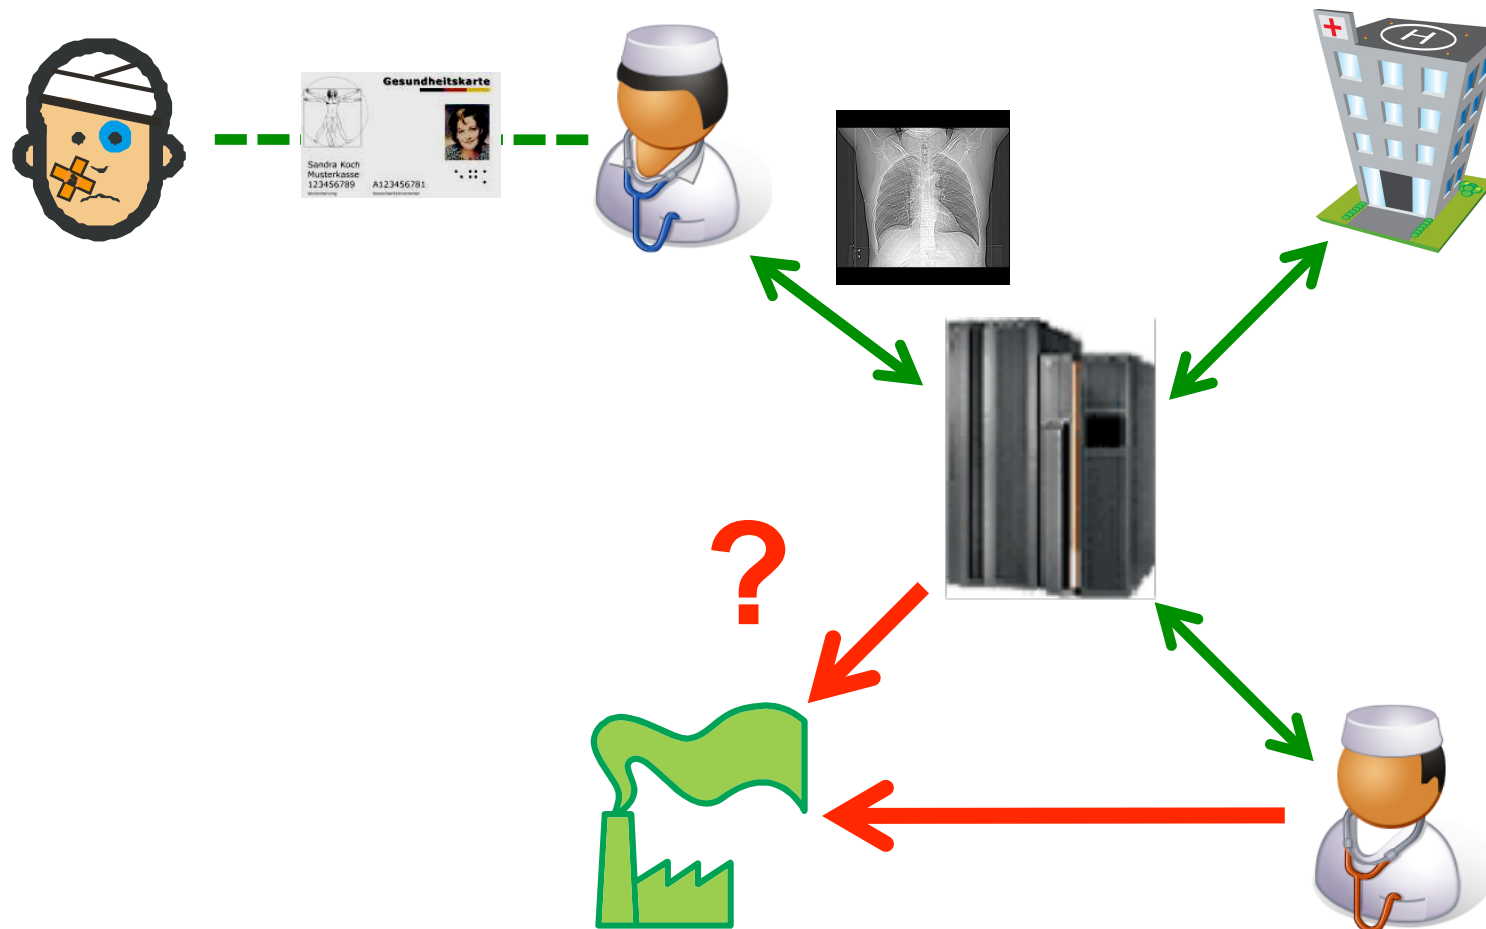 Gesundheitskarte
Sandra Koch
Musterkasse
123456789 A123456781
H
?